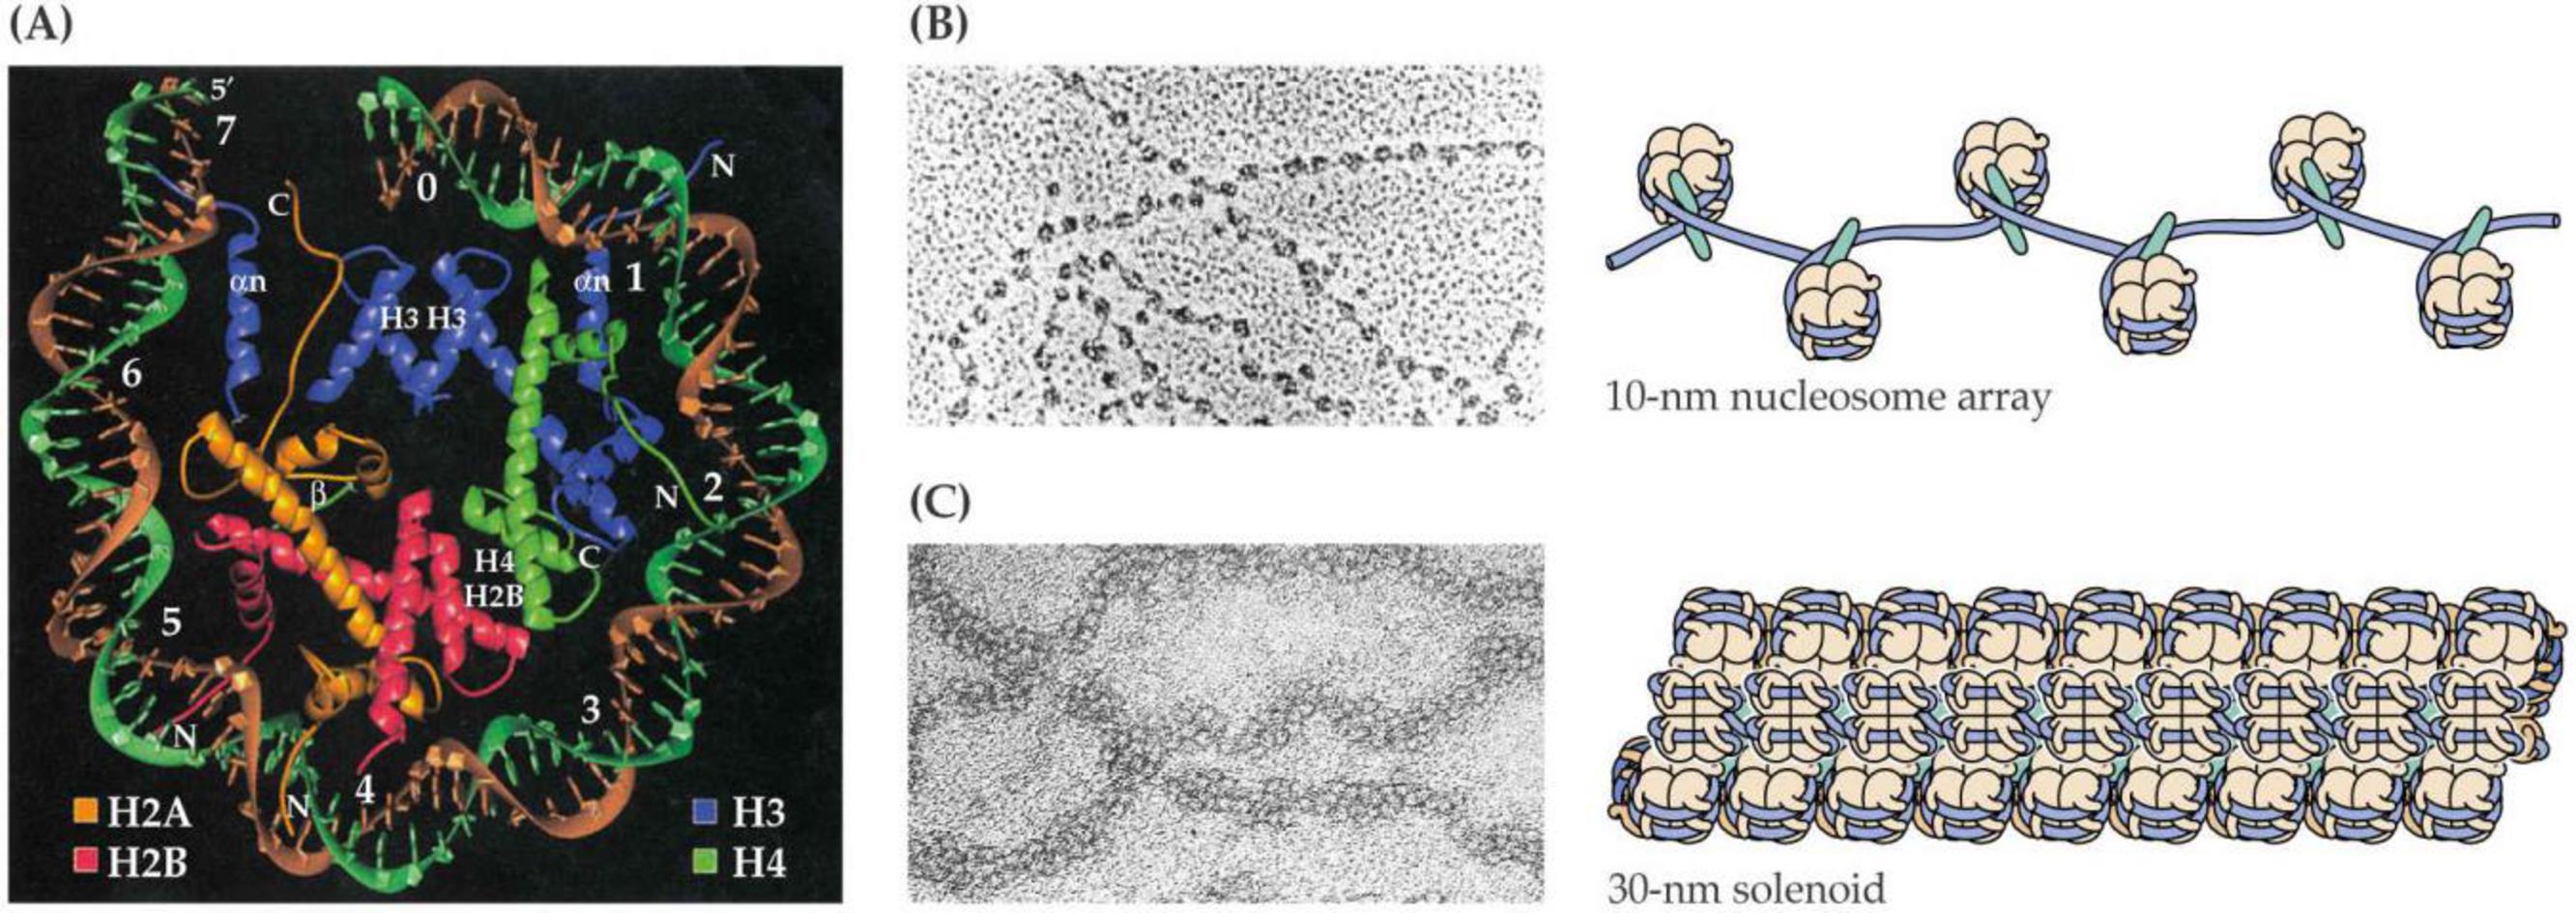 (A)
5′
7
0
N
C
αn
αn 1
H3 H3
6
β
N 2
H4 C
H2B
5
3
N
4
N
H2A
H2B
H3
H4
(B)
10-nm nucleosome array
(C)
30-nm solenoid